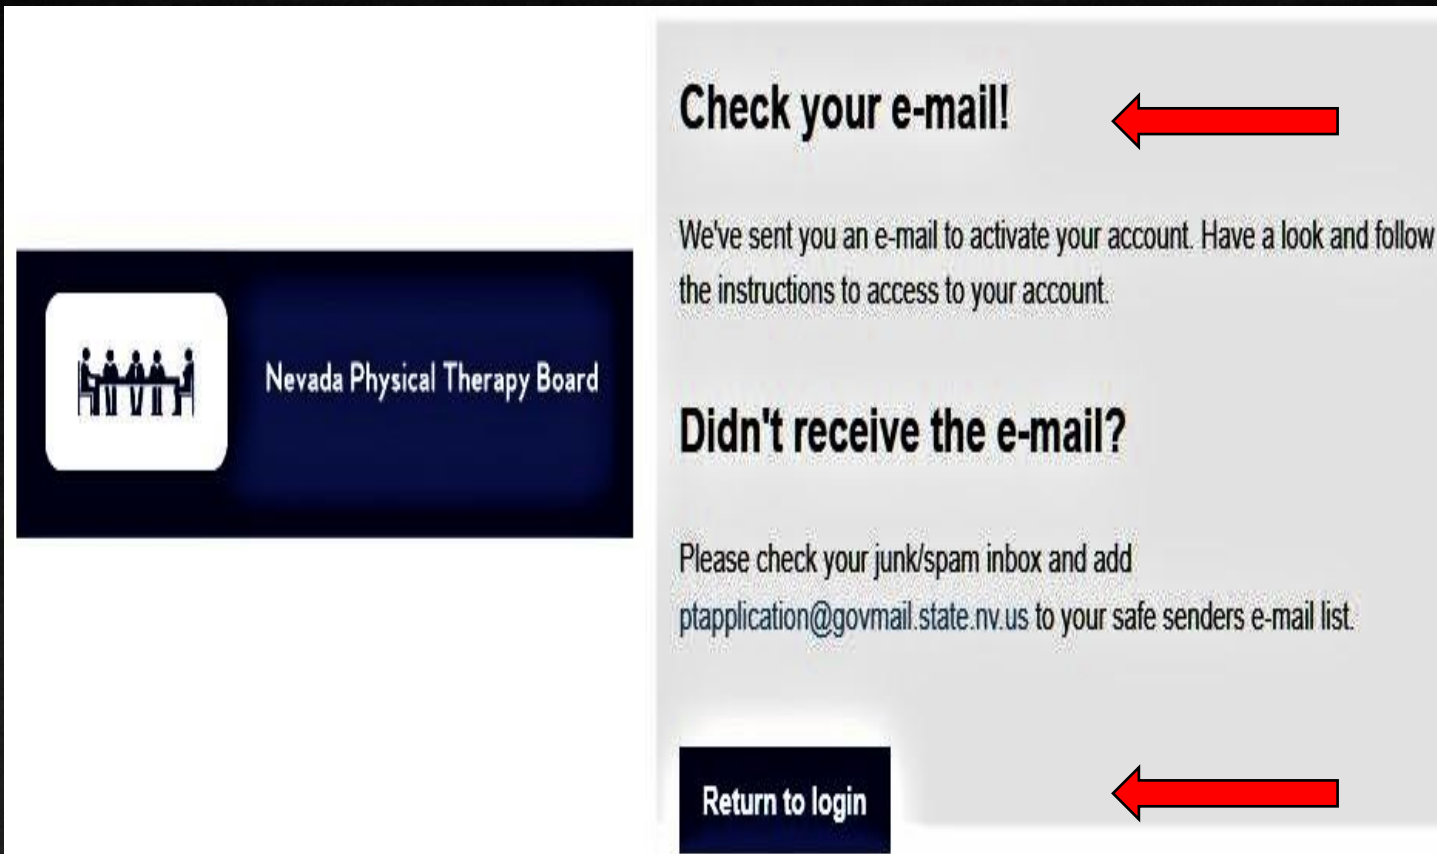 Nevada Physical Therapy Board
Check your e-mail!
We've sent you an e-mail to activate your account. Have a look and follow
the instructions to access to your account.
Didn't receive the e-mail?
Please check your junk/spam inbox and add
ptapplication@govmail.state.nv.us to your safe senders e-mail list.
Return to login